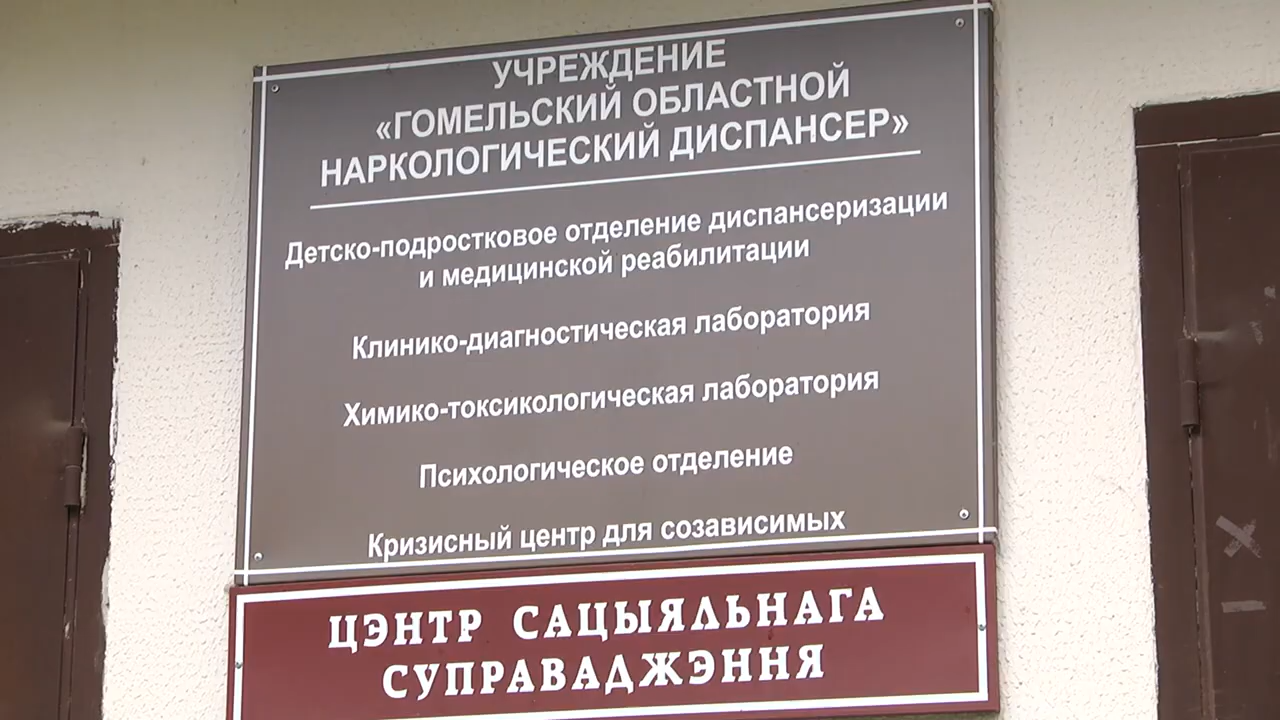 УЧРЕЖДЕНИЕ
«ГОМЕЛЬСКИЙ ОБЛАСТНОЙ
НАРКОЛОГИЧЕСКИЙ ДИСПАНСЕР»
Детско-подростковое отделение диспансеризации
и медицинской реабилитации
Клинико-диагностическая лаборатория
Химико-токсикологическая лаборатория
Психологическое отделение
Кризисный центр для созависимых
ЦЭНТР САЦЫЯЛЬНАГА
СУПРАВАДЖЭННЯ